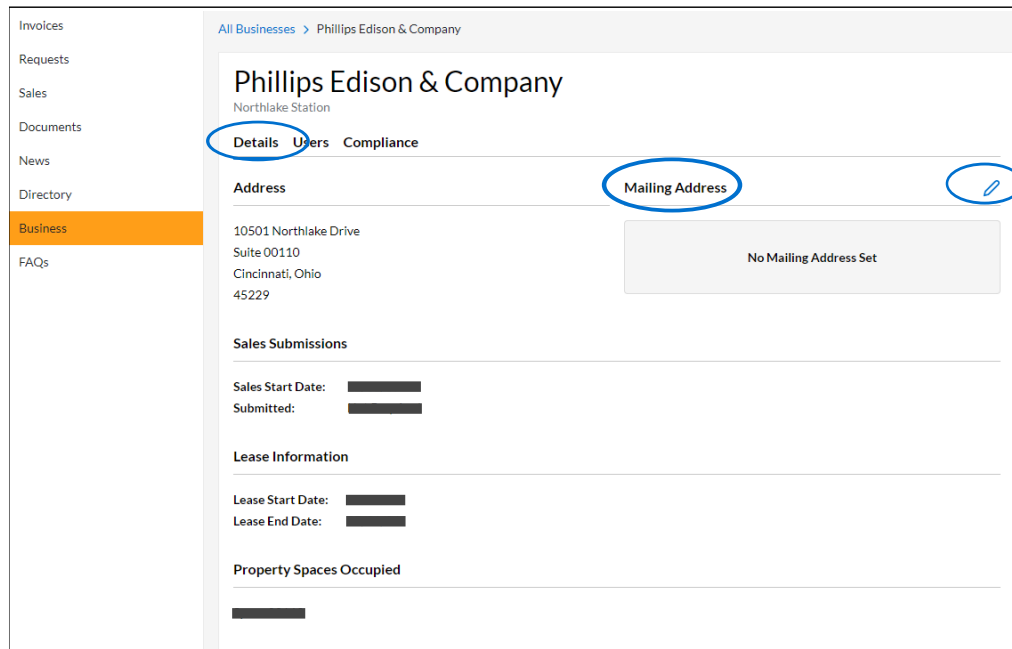 Invoices
Requests
Sales
Documents
News
Directory
Business
FAQs
All Businesses > Phillips Edison & Company
Phillips Edison & Company
Northlake Station
Details Users Compliance
Address
10501 Northlake Drive
Suite 00110
Cincinnati, Ohio
45229
Mailing Address
No Mailing Address Set
Sales Submissions
Sales Start Date:
Submitted:
Lease Information
Lease Start Date:
Lease End Date:
Property Spaces Occupied